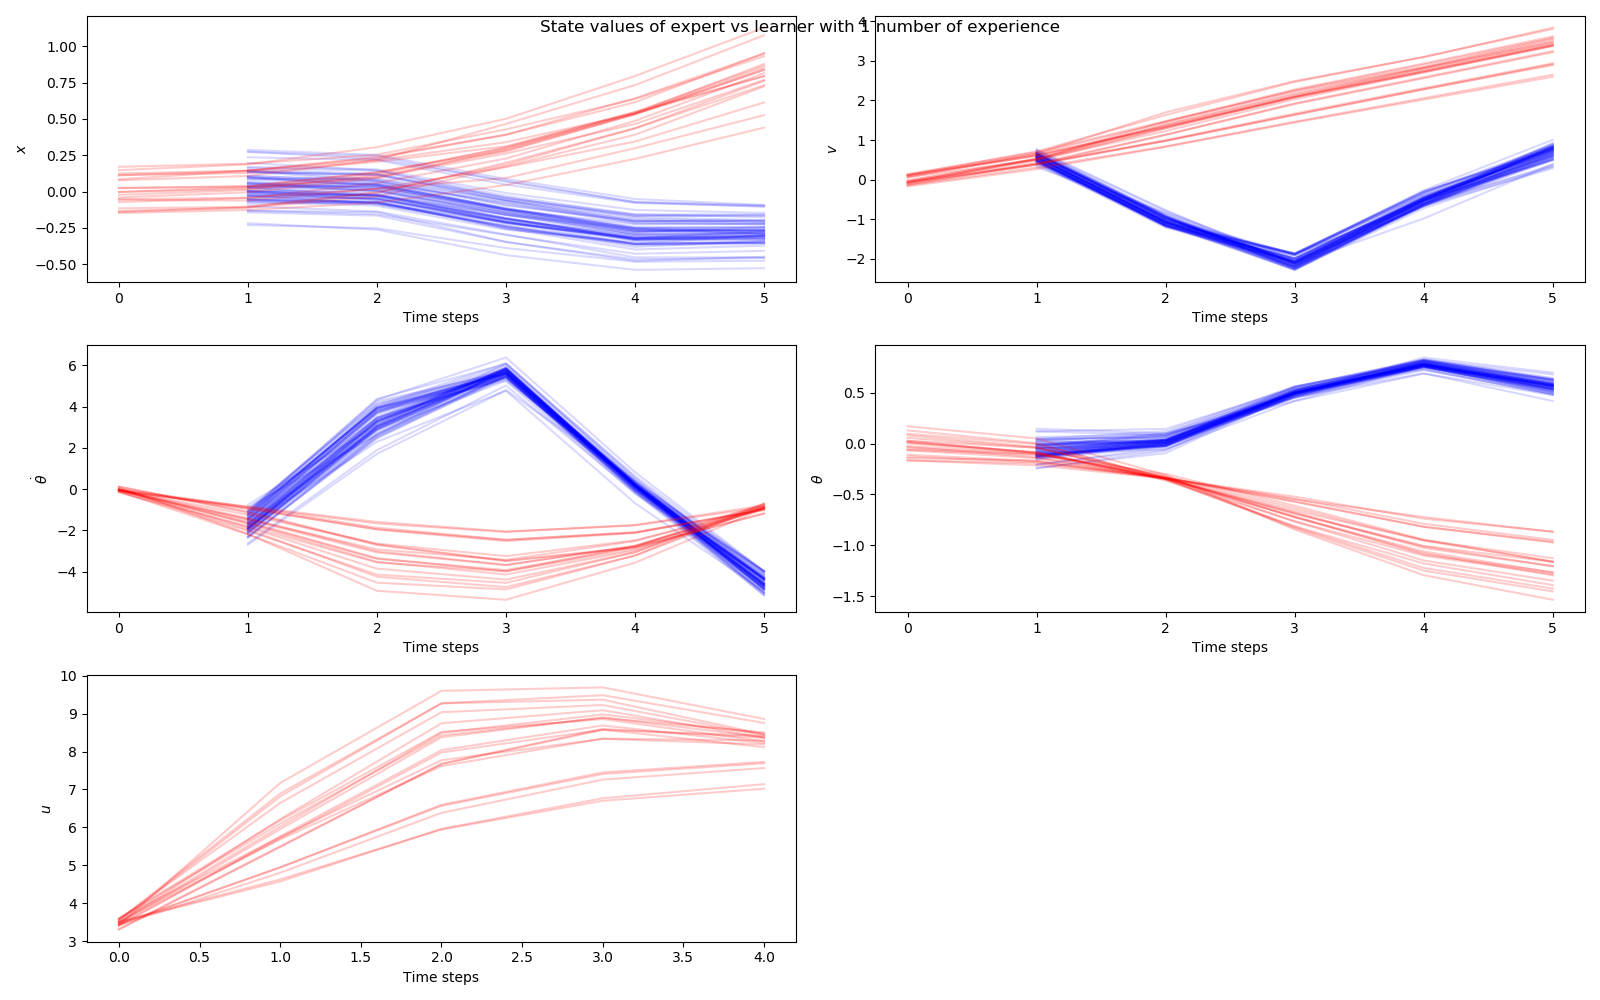 State values of expert vs learner with 1 number of experience
1.00
0.75
0.50
0.25
0.00
−0.25
−0.50
x
0 1 2 3 4 5
Time steps
4
3
2
1
0
−1
−2
v
0 1 2 3 4 5
Time steps
6
4
2
0
−2
−4
θ̇
0 1 2 3 4 5
Time steps
0.5
0.0
−0.5
−1.0
−1.5
θ
0 1 2 3 4 5
Time steps
10
9
8
7
6
5
4
3
u
0.0 0.5 1.0 1.5 2.0 2.5 3.0 3.5 4.0
Time steps